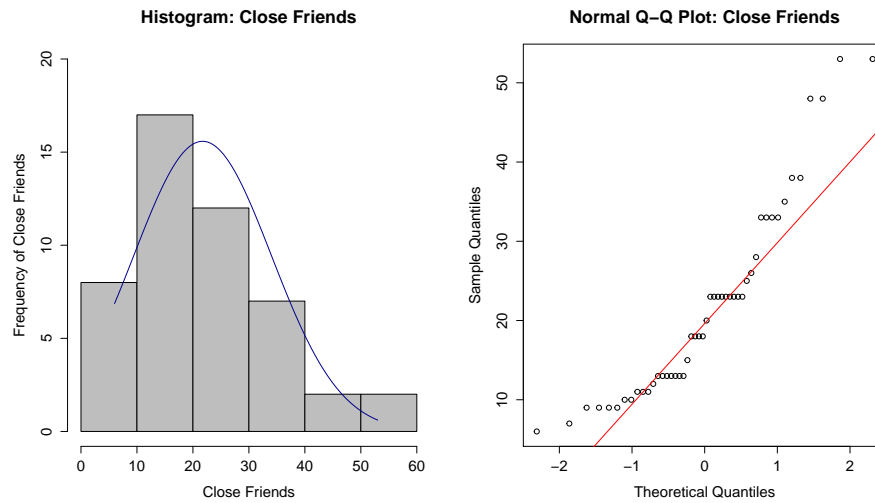 Histogram: Close Friends
Frequency of Close Friends
20
15
10
5
0
0 10 20 30 40 50 60
Close Friends
Normal Q−Q Plot: Close Friends
Sample Quantiles
50
40
30
20
10
−2 −1 0 1 2
Theoretical Quantiles